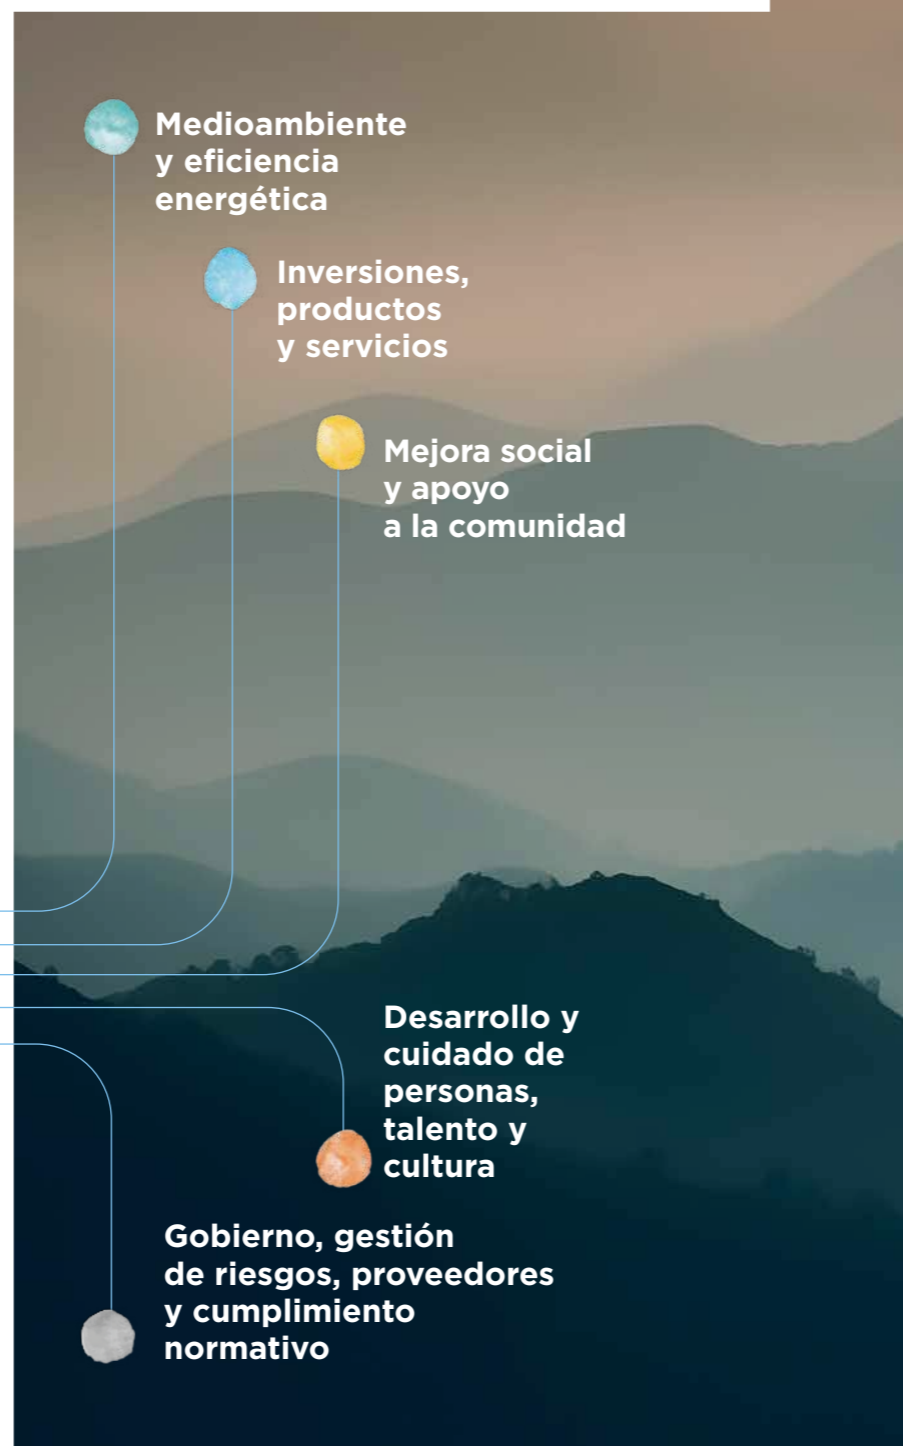 Medioambiente
y eficiencia
energética
Inversiones,
productos
y servicios
Mejora social
y apoyo
a la comunidad
Desarrollo y
cuidado de
personas,
talento y
cultura
Gobierno, gestión
de riesgos, proveedores
y cumplimiento
normativo